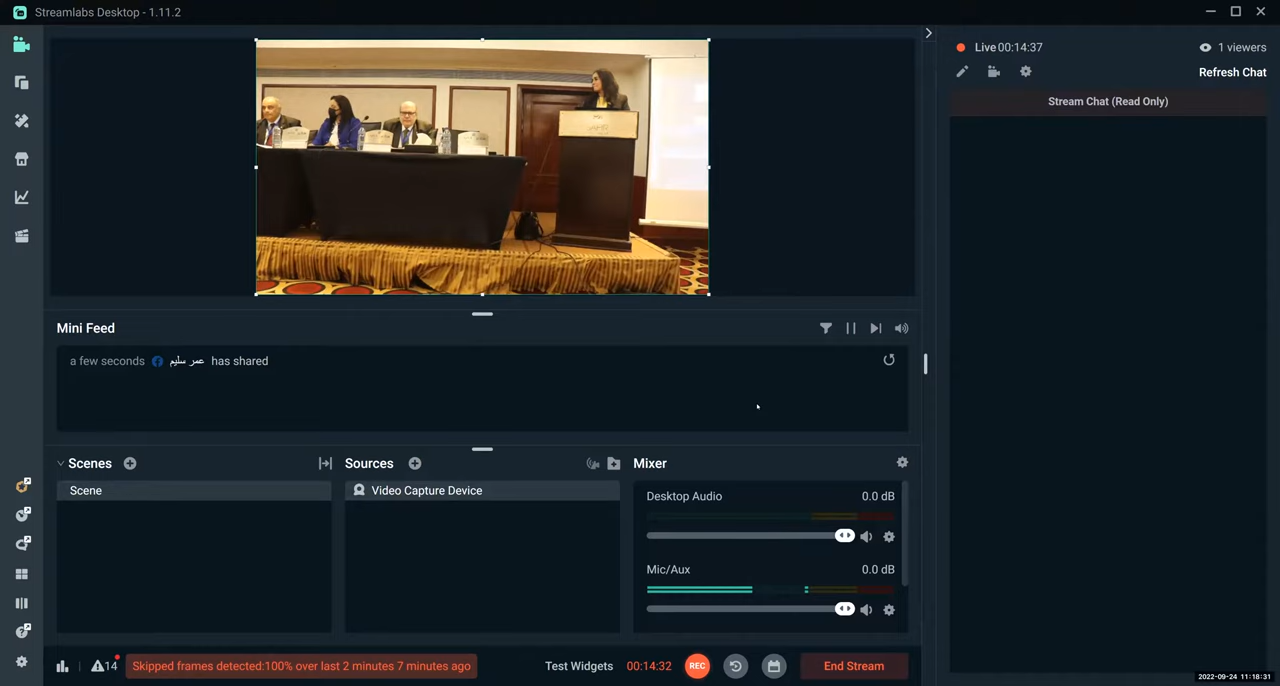 Streamlabs Desktop - 1.11.2
Live 00:14:37
1 viewers
Refresh Chat
Stream Chat (Read Only)
Mini Feed
a few seconds عمر سليم has shared
Scenes
Sources
Mixer
Scene
Video Capture Device
Desktop Audio 0.0 dB
Mic/Aux 0.0 dB
14
Skipped frames detected:100% over last 2 minutes 7 minutes ago
Test Widgets
00:14:32
REC
End Stream
2022-09-24 11:18:31